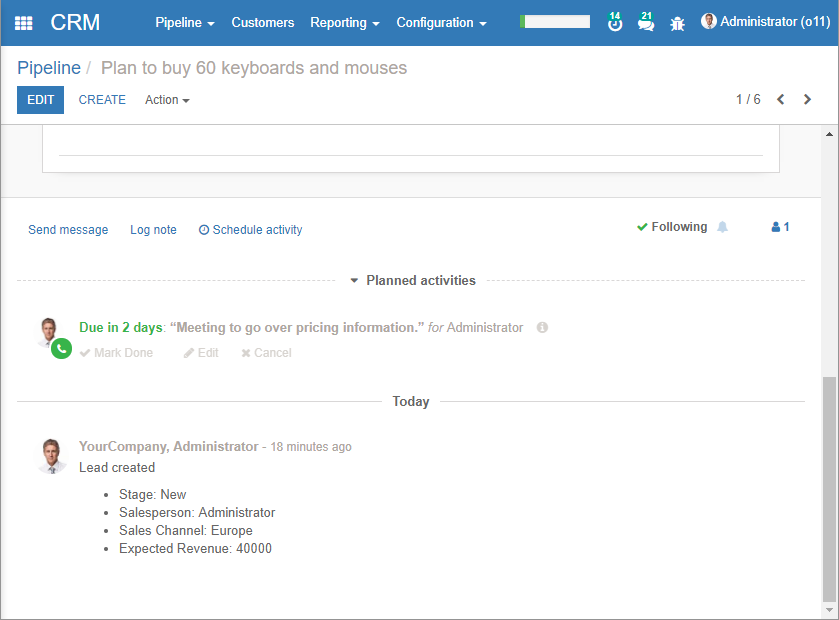 CRM Pipeline Customers Reporting Configuration 14 21 Administrator (o11)
Pipeline / Plan to buy 60 keyboards and mouses
EDIT CREATE Action 1 / 6
Send message Log note Schedule activity Following 1
Planned activities
Due in 2 days: “Meeting to go over pricing information.” for Administrator
Mark Done Edit Cancel
Today
YourCompany, Administrator - 18 minutes ago
Lead created
• Stage: New
• Salesperson: Administrator
• Sales Channel: Europe
• Expected Revenue: 40000